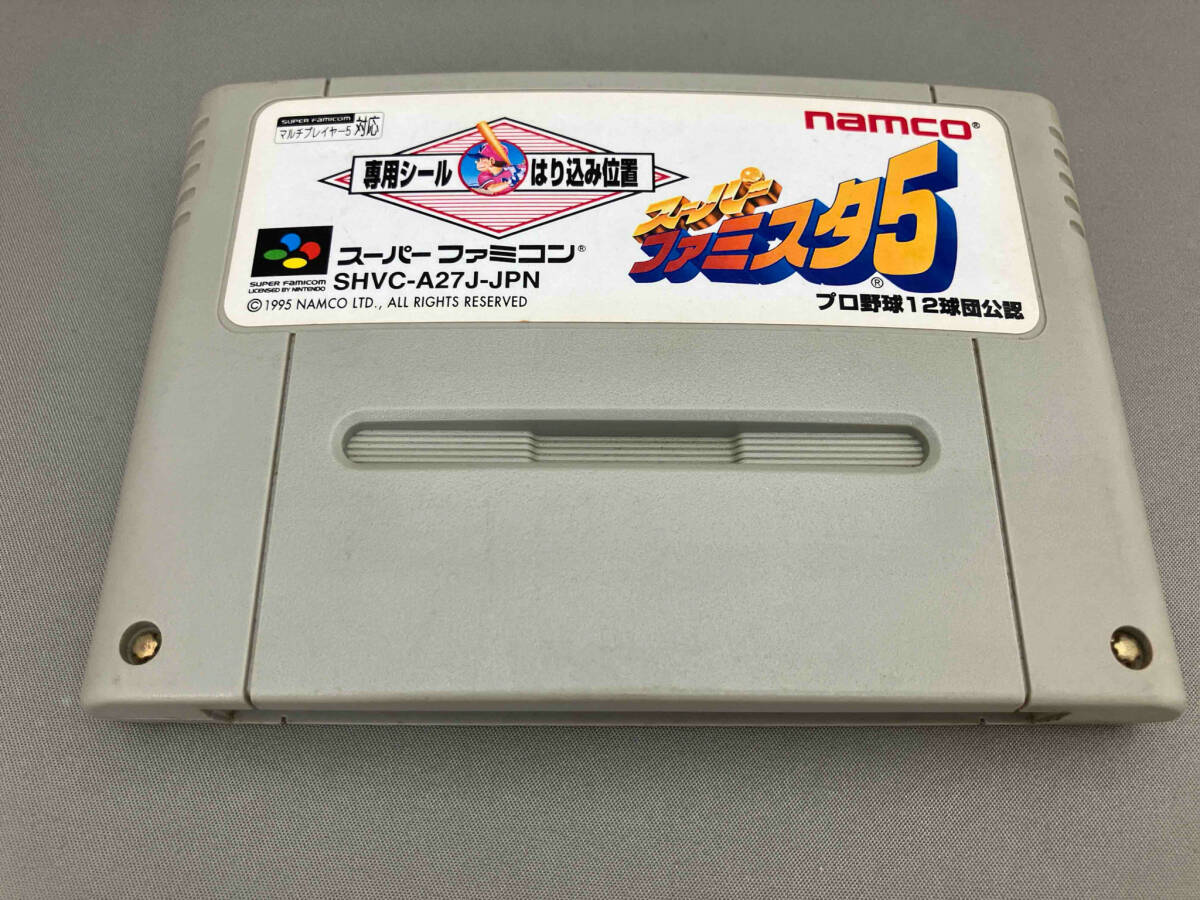 SUPER FAMICOM
マルチプレイヤー5 対応
namco®
専用シール はり込み位置
スーパー
ファミスタ5®
プロ野球12球団公認
SUPER FAMICOM
LICENSED BY NINTENDO
スーパーファミコン®
SHVC-A27J-JPN
©1995 NAMCO LTD., ALL RIGHTS RESERVED